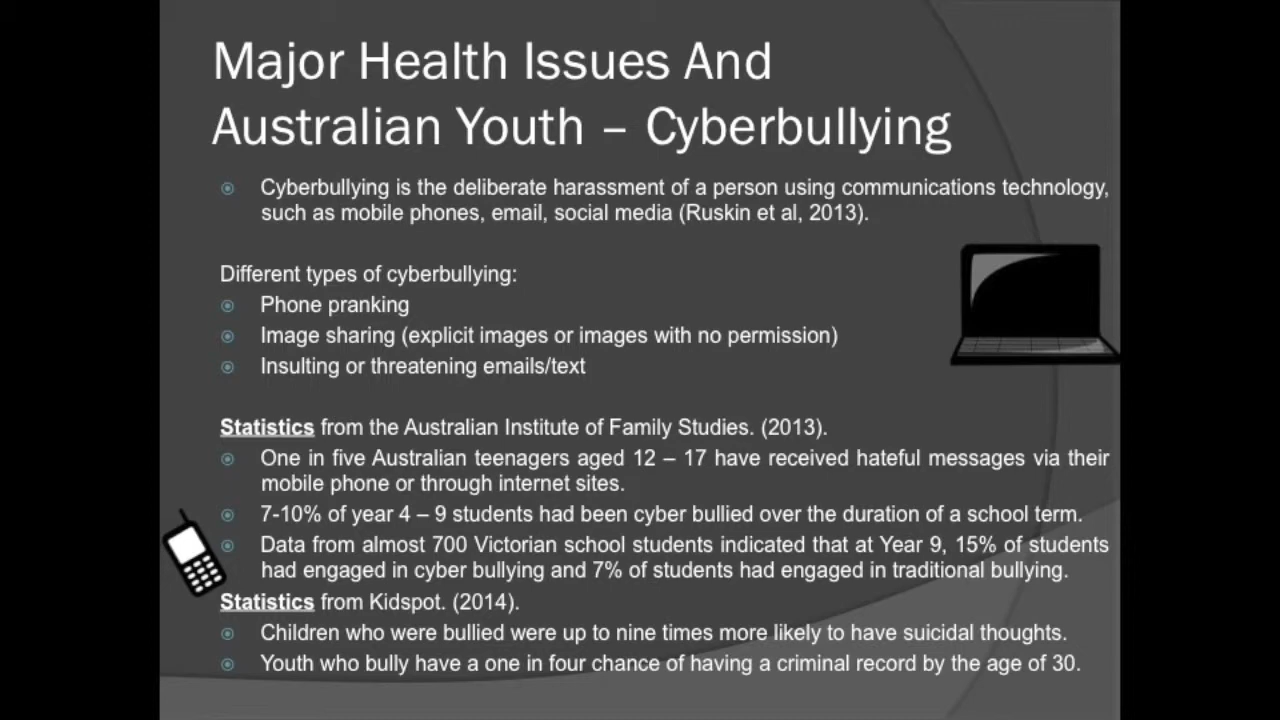 Major Health Issues And
Australian Youth – Cyberbullying
Cyberbullying is the deliberate harassment of a person using communications technology,
such as mobile phones, email, social media (Ruskin et al, 2013).
Different types of cyberbullying:
Phone pranking
Image sharing (explicit images or images with no permission)
Insulting or threatening emails/text
Statistics from the Australian Institute of Family Studies. (2013).
One in five Australian teenagers aged 12 – 17 have received hateful messages via their
mobile phone or through internet sites.
7-10% of year 4 – 9 students had been cyber bullied over the duration of a school term.
Data from almost 700 Victorian school students indicated that at Year 9, 15% of students
had engaged in cyber bullying and 7% of students had engaged in traditional bullying.
Statistics from Kidspot. (2014).
Children who were bullied were up to nine times more likely to have suicidal thoughts.
Youth who bully have a one in four chance of having a criminal record by the age of 30.